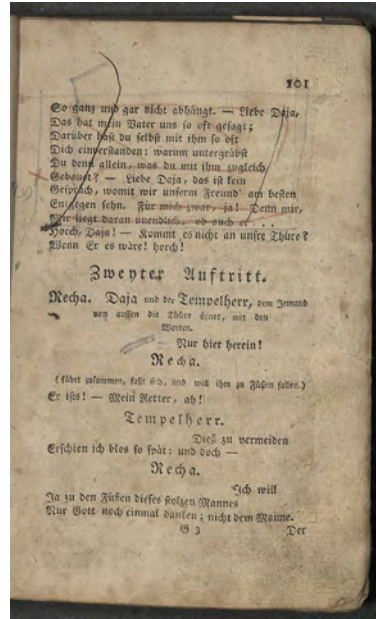 101
So ganz und gar nicht abhängt. — Liebe Daja,
Das hat mein Vater uns so oft gesagt;
Darüber hast du selbst mit ihm so oft
Dich einverstanden: warum untergräbst
Du denn allein, was du mit ihm zugleich
Gebaust? — Liebe Daja, das ist kein
Gespräch, womit wir unserm Freund' am besten
Entgegen sehn. Für mich zwar, ja! Denn mir,
Mir liegt daran unendlich, ob auch er . . .
Horch, Daja! — Kommt es nicht an unsre Thüre?
Wenn Er es wäre! horch!
Zweyter Auftritt.
Recha. Daja und der Tempelherr, dem Jemand
von aussen die Thüre öfnet, mit den
Worten.
Nur hier herein!
Recha.
(fährt zusammen, faßt sich, und will ihm zu Füßen fallen.)
Er ists! — Mein Retter, ah!
Tempelherr.
Dieß zu vermeiden
Erschien ich blos so spät: und doch —
Recha.
Ich will
Ja zu den Füßen dieses stolzen Mannes
Nur Gott noch einmal danken; nicht dem Manne.
G 3
Der